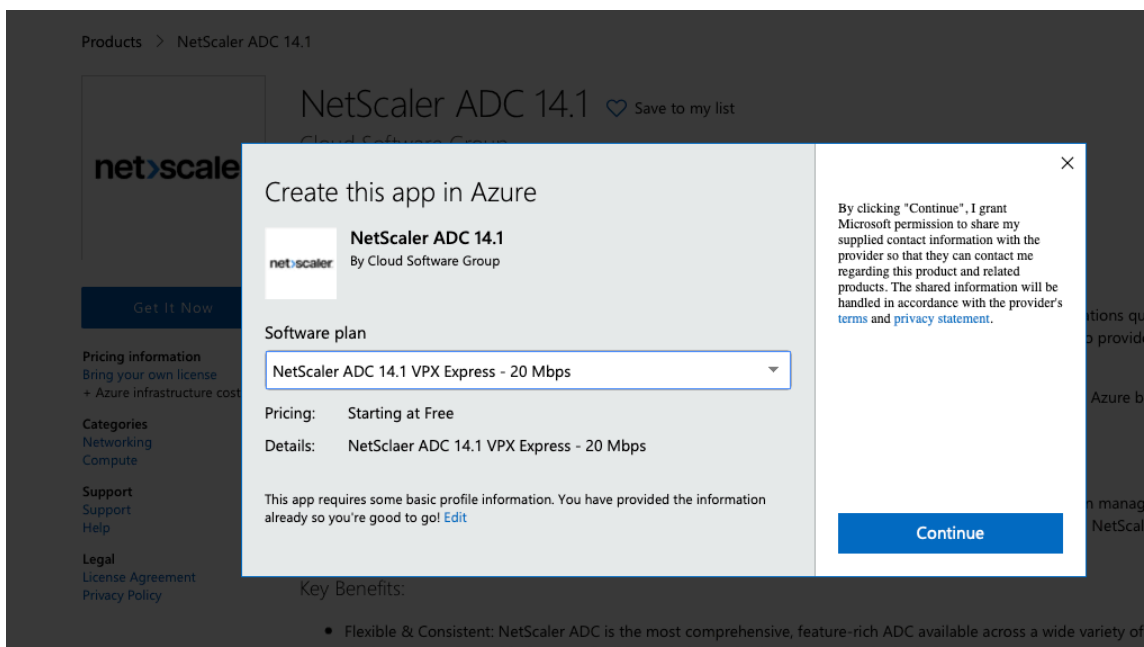 Products > NetScaler ADC 14.1
NetScaler ADC 14.1 Save to my list
Cloud Software Group
net>scale
Get It Now
Pricing information
Bring your own license
+ Azure infrastructure cost
Categories
Networking
Compute
Support
Support
Help
Legal
License Agreement
Privacy Policy
Create this app in Azure
net>scaler
NetScaler ADC 14.1
By Cloud Software Group
Software plan
NetScaler ADC 14.1 VPX Express - 20 Mbps
Pricing: Starting at Free
Details: NetSclaer ADC 14.1 VPX Express - 20 Mbps
This app requires some basic profile information. You have provided the information
already so you're good to go! Edit
By clicking "Continue", I grant
Microsoft permission to share my
supplied contact information with the
provider so that they can contact me
regarding this product and related
products. The shared information will be
handled in accordance with the provider's
terms and privacy statement.
Continue
Azure b
Key Benefits:
• Flexible & Consistent: NetScaler ADC is the most comprehensive, feature-rich ADC available across a wide variety of